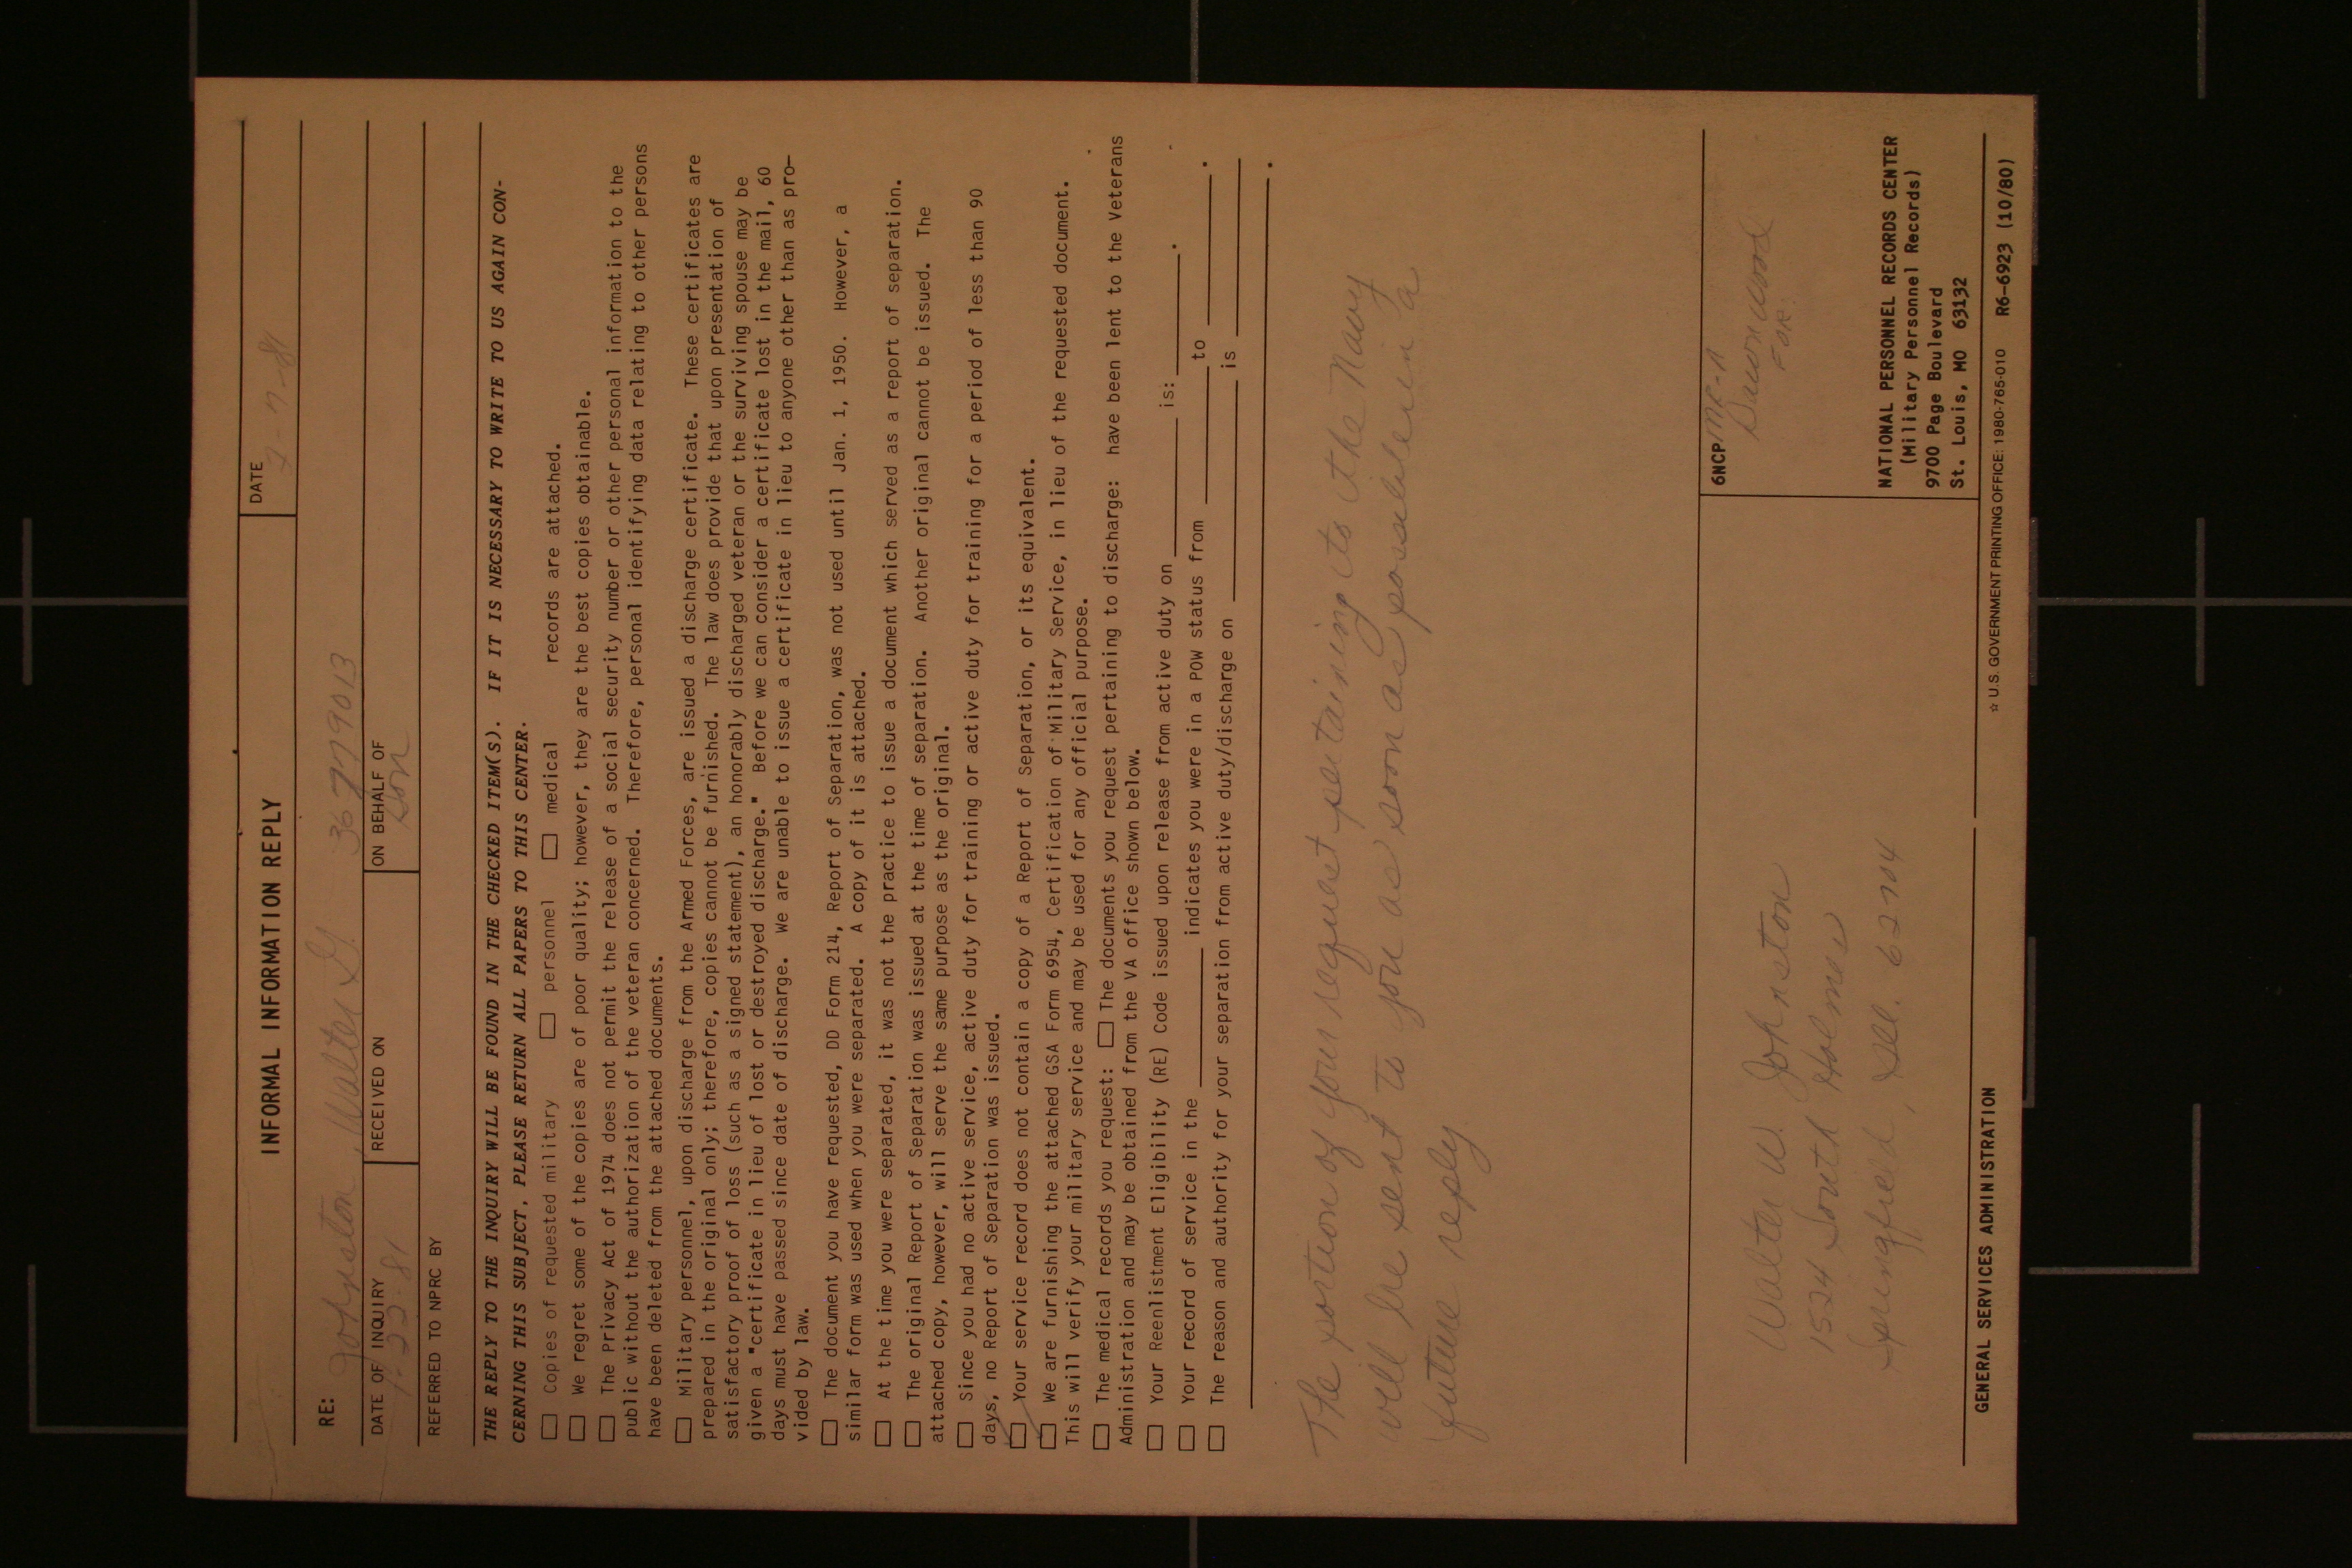 INFORMAL INFORMATION REPLY
DATE
7-7-81
RE: Johnston, Walter G. 36779013
DATE OF INQUIRY
1-22-81
RECEIVED ON
ON BEHALF OF
REFERRED TO NPRC BY
THE REPLY TO THE INQUIRY WILL BE FOUND IN THE CHECKED ITEM(S). IF IT IS NECESSARY TO WRITE TO US AGAIN CON-
CERNING THIS SUBJECT, PLEASE RETURN ALL PAPERS TO THIS CENTER.
☐ Copies of requested military ☐ personnel ☐ medical records are attached.
☐ We regret some of the copies are of poor quality; however, they are the best copies obtainable.
☐ The Privacy Act of 1974 does not permit the release of a social security number or other personal information to the
public without the authorization of the veteran concerned. Therefore, personal identifying data relating to other persons
have been deleted from the attached documents.
☐ Military personnel, upon discharge from the Armed Forces, are issued a discharge certificate. These certificates are
prepared in the original only; therefore, copies cannot be furnished. The law does provide that upon presentation of
satisfactory proof of loss (such as a signed statement), an honorably discharged veteran or the surviving spouse may be
given a "certificate in lieu of lost or destroyed discharge." Before we can consider a certificate lost in the mail, 60
days must have passed since date of discharge. We are unable to issue a certificate in lieu to anyone other than as pro-
vided by law.
☐ The document you have requested, DD Form 214, Report of Separation, was not used until Jan. 1, 1950. However, a
similar form was used when you were separated. A copy of it is attached.
☐ At the time you were separated, it was not the practice to issue a document which served as a report of separation.
☐ The original Report of Separation was issued at the time of separation. Another original cannot be issued. The
attached copy, however, will serve the same purpose as the original.
☐ Since you had no active service, active duty for training or active duty for training for a period of less than 90
days, no Report of Separation was issued.
☑ Your service record does not contain a copy of a Report of Separation, or its equivalent.
☑ We are furnishing the attached GSA Form 6954, Certification of Military Service, in lieu of the requested document.
This will verify your military service and may be used for any official purpose.
☐ The medical records you request: ☐ The documents you request pertaining to discharge: have been lent to the Veterans
Administration and may be obtained from the VA office shown below.
☐ Your Reenlistment Eligibility (RE) Code issued upon release from active duty on ____ is: ____.
☐ Your record of service in the ____ indicates you were in a POW status from ____ to ____.
☐ The reason and authority for your separation from active duty/discharge on ____ is ____
____.
The portion of your request pertaining to the Navy
will be sent to you as soon as possible in a
future reply.
Walter W. Johnston
1524 South Holmes
Springfield, Ill. 62704
6NCP
Dawn Wood
FOR
NATIONAL PERSONNEL RECORDS CENTER
(Military Personnel Records)
9700 Page Boulevard
St. Louis, MO 63132
GENERAL SERVICES ADMINISTRATION
☆ U.S. GOVERNMENT PRINTING OFFICE: 1980-765-010 R6-6923 (10/80)